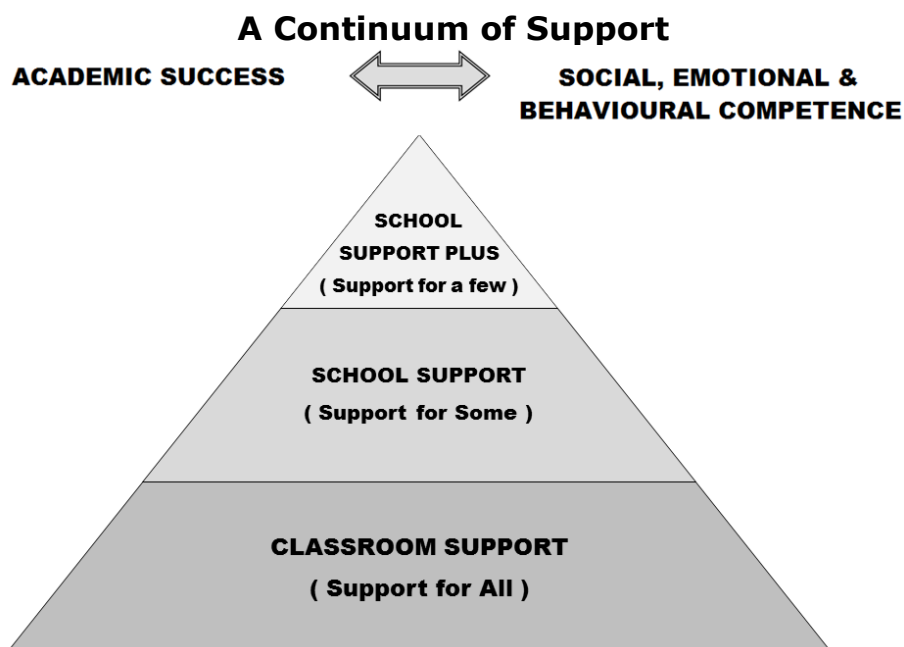 A Continuum of Support
ACADEMIC SUCCESS
SOCIAL, EMOTIONAL &
BEHAVIOURAL COMPETENCE
SCHOOL
SUPPORT PLUS
( Support for a few )
SCHOOL SUPPORT
( Support for Some )
CLASSROOM SUPPORT
( Support for All )